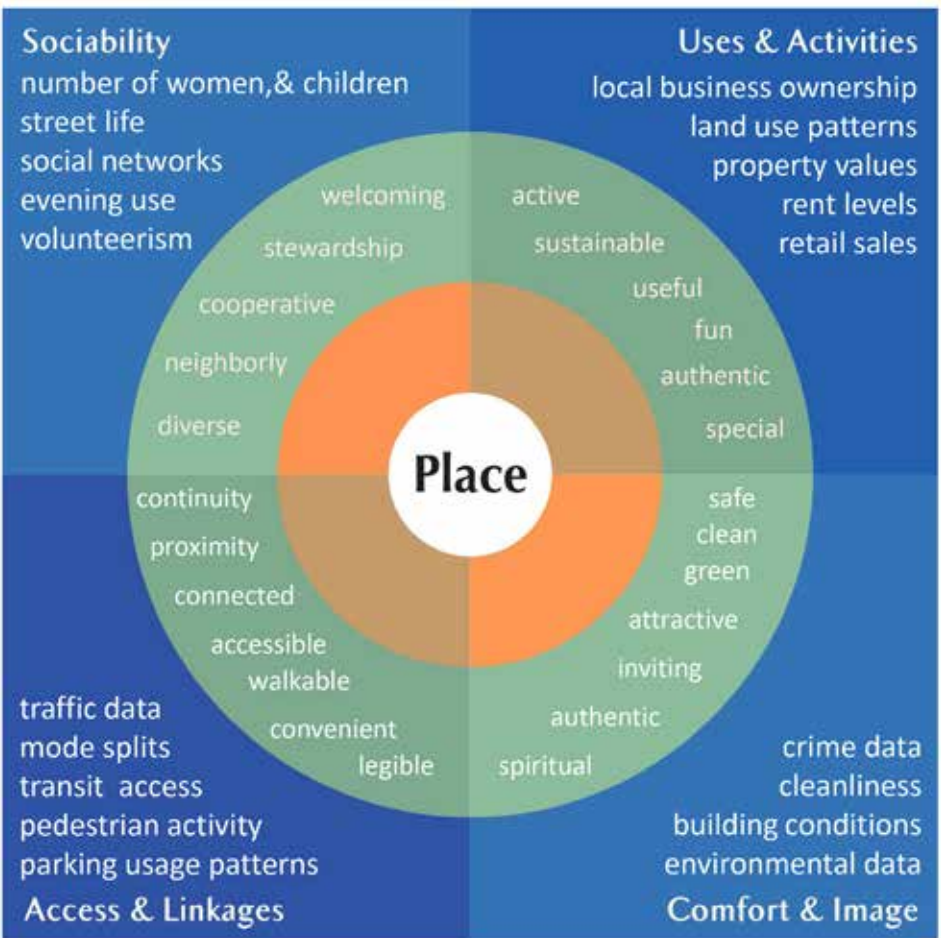 Sociability
number of women,& children
street life
social networks
evening use
volunteerism
Uses & Activities
local business ownership
land use patterns
property values
rent levels
retail sales
welcoming
stewardship
cooperative
neighborly
diverse
active
sustainable
useful
fun
authentic
special
Place
continuity
proximity
connected
accessible
walkable
convenient
legible
safe
clean
green
attractive
inviting
authentic
spiritual
traffic data
mode splits
transit access
pedestrian activity
parking usage patterns
Access & Linkages
crime data
cleanliness
building conditions
environmental data
Comfort & Image